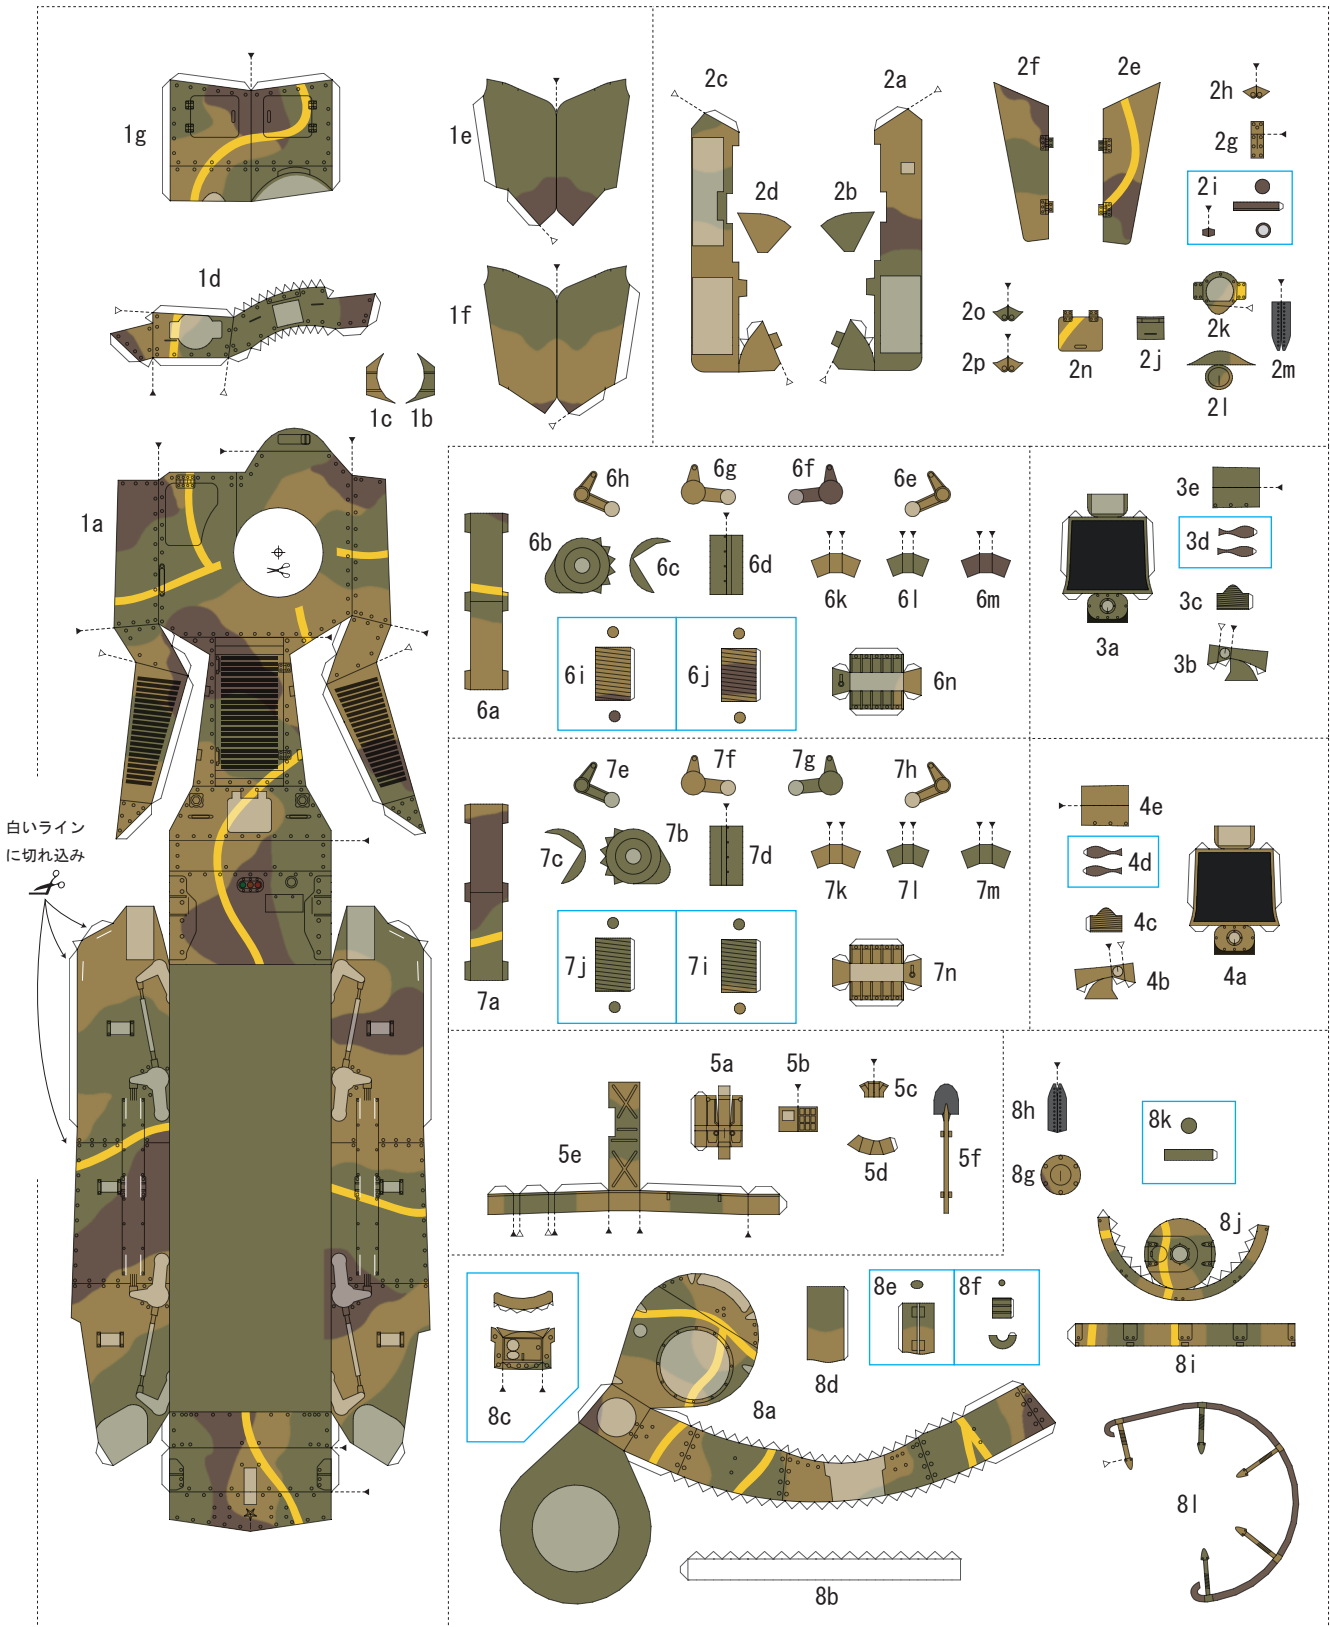 1g
1e
1d
1f
1c
1b
1a
白いライン
に切れ込み
2c
2a
2d
2b
2f
2e
2h
2g
2i
2o
2p
2n
2j
2k
2l
2m
6h
6g
6f
6e
6b
6c
6d
6k
6l
6m
6i
6j
6n
6a
3e
3d
3c
3b
3a
7e
7f
7g
7h
7c
7b
7d
7k
7l
7m
7j
7i
7n
7a
4e
4d
4c
4b
4a
5a
5b
5c
5d
5e
5f
8h
8g
8k
8j
8i
8c
8a
8d
8e
8f
8b
8l